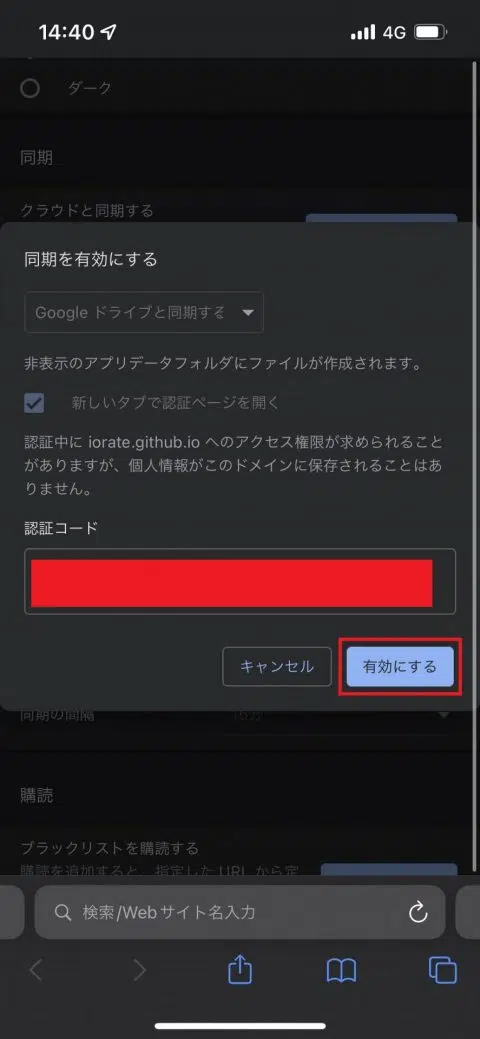 14:40
4G
ダーク
同期
クラウドと同期する
同期を有効にする
Google ドライブと同期する
非表示のアプリデータフォルダにファイルが作成されます。
新しいタブで認証ページを開く
認証中に iorate.github.io へのアクセス権限が求められること
がありますが、個人情報がこのドメインに保存されることはあ
りません。
認証コード
キャンセル
有効にする
同期の間隔
15分
購読
ブラックリストを購読する
購読を追加すると、指定した URL から定
検索/Webサイト名入力